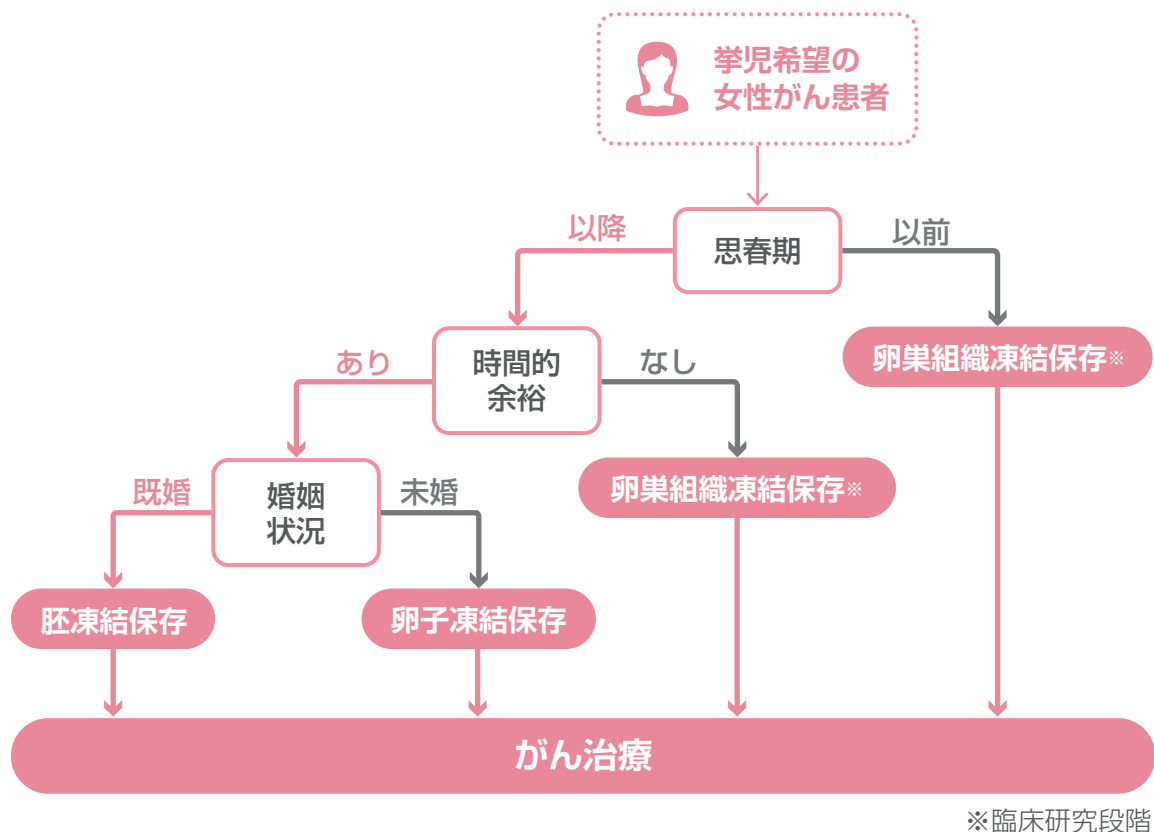 挙児希望の
女性がん患者
以降
思春期
以前
あり
時間的
余裕
なし
卵巣組織凍結保存※
既婚
婚姻
状況
未婚
卵巣組織凍結保存※
胚凍結保存
卵子凍結保存
がん治療
※臨床研究段階